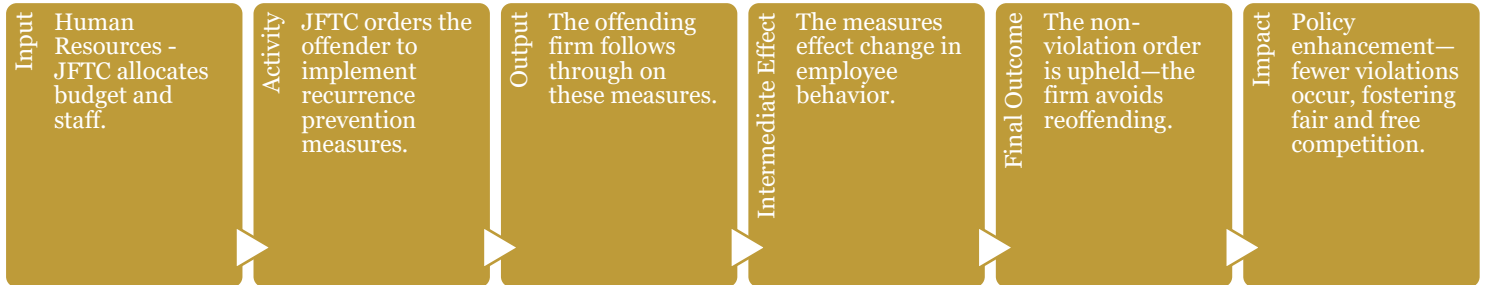 Input
Human
Resources -
JFTC allocates
budget and
staff.
Activity
JFTC orders the
offender to
implement
recurrence
prevention
measures.
Output
The offending
firm follows
through on
these measures.
Intermediate Effect
The measures
effect change in
employee
behavior.
Final Outcome
The non-
violation order
is upheld—the
firm avoids
reoffending.
Impact
Policy
enhancement—
fewer violations
occur, fostering
fair and free
competition.